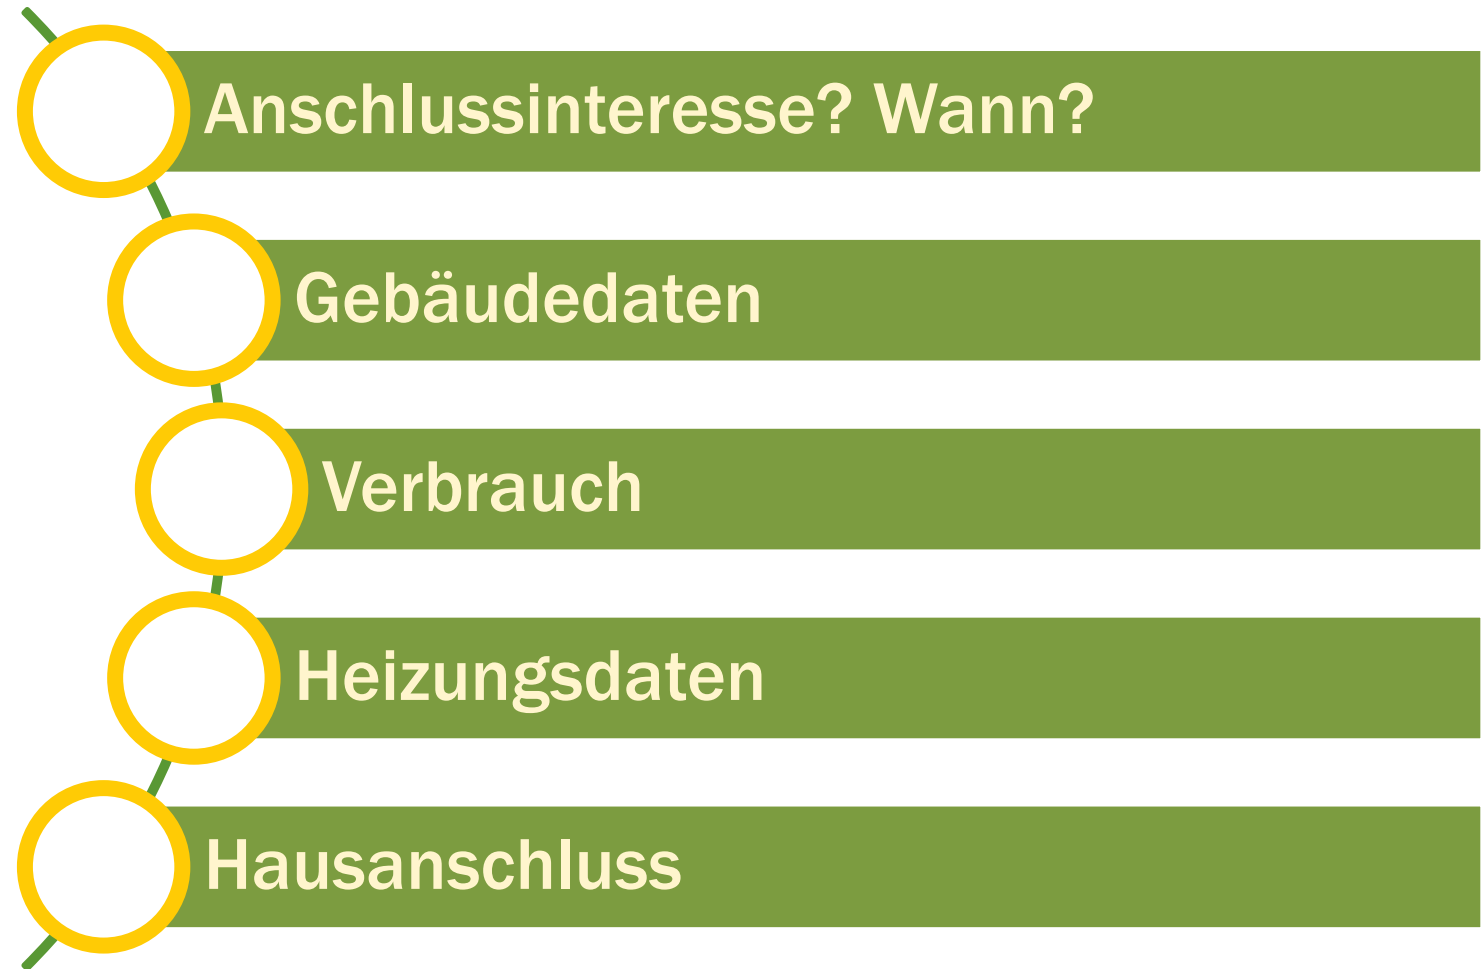 Anschlussinteresse? Wann?
Gebäudedaten
Verbrauch
Heizungsdaten
Hausanschluss